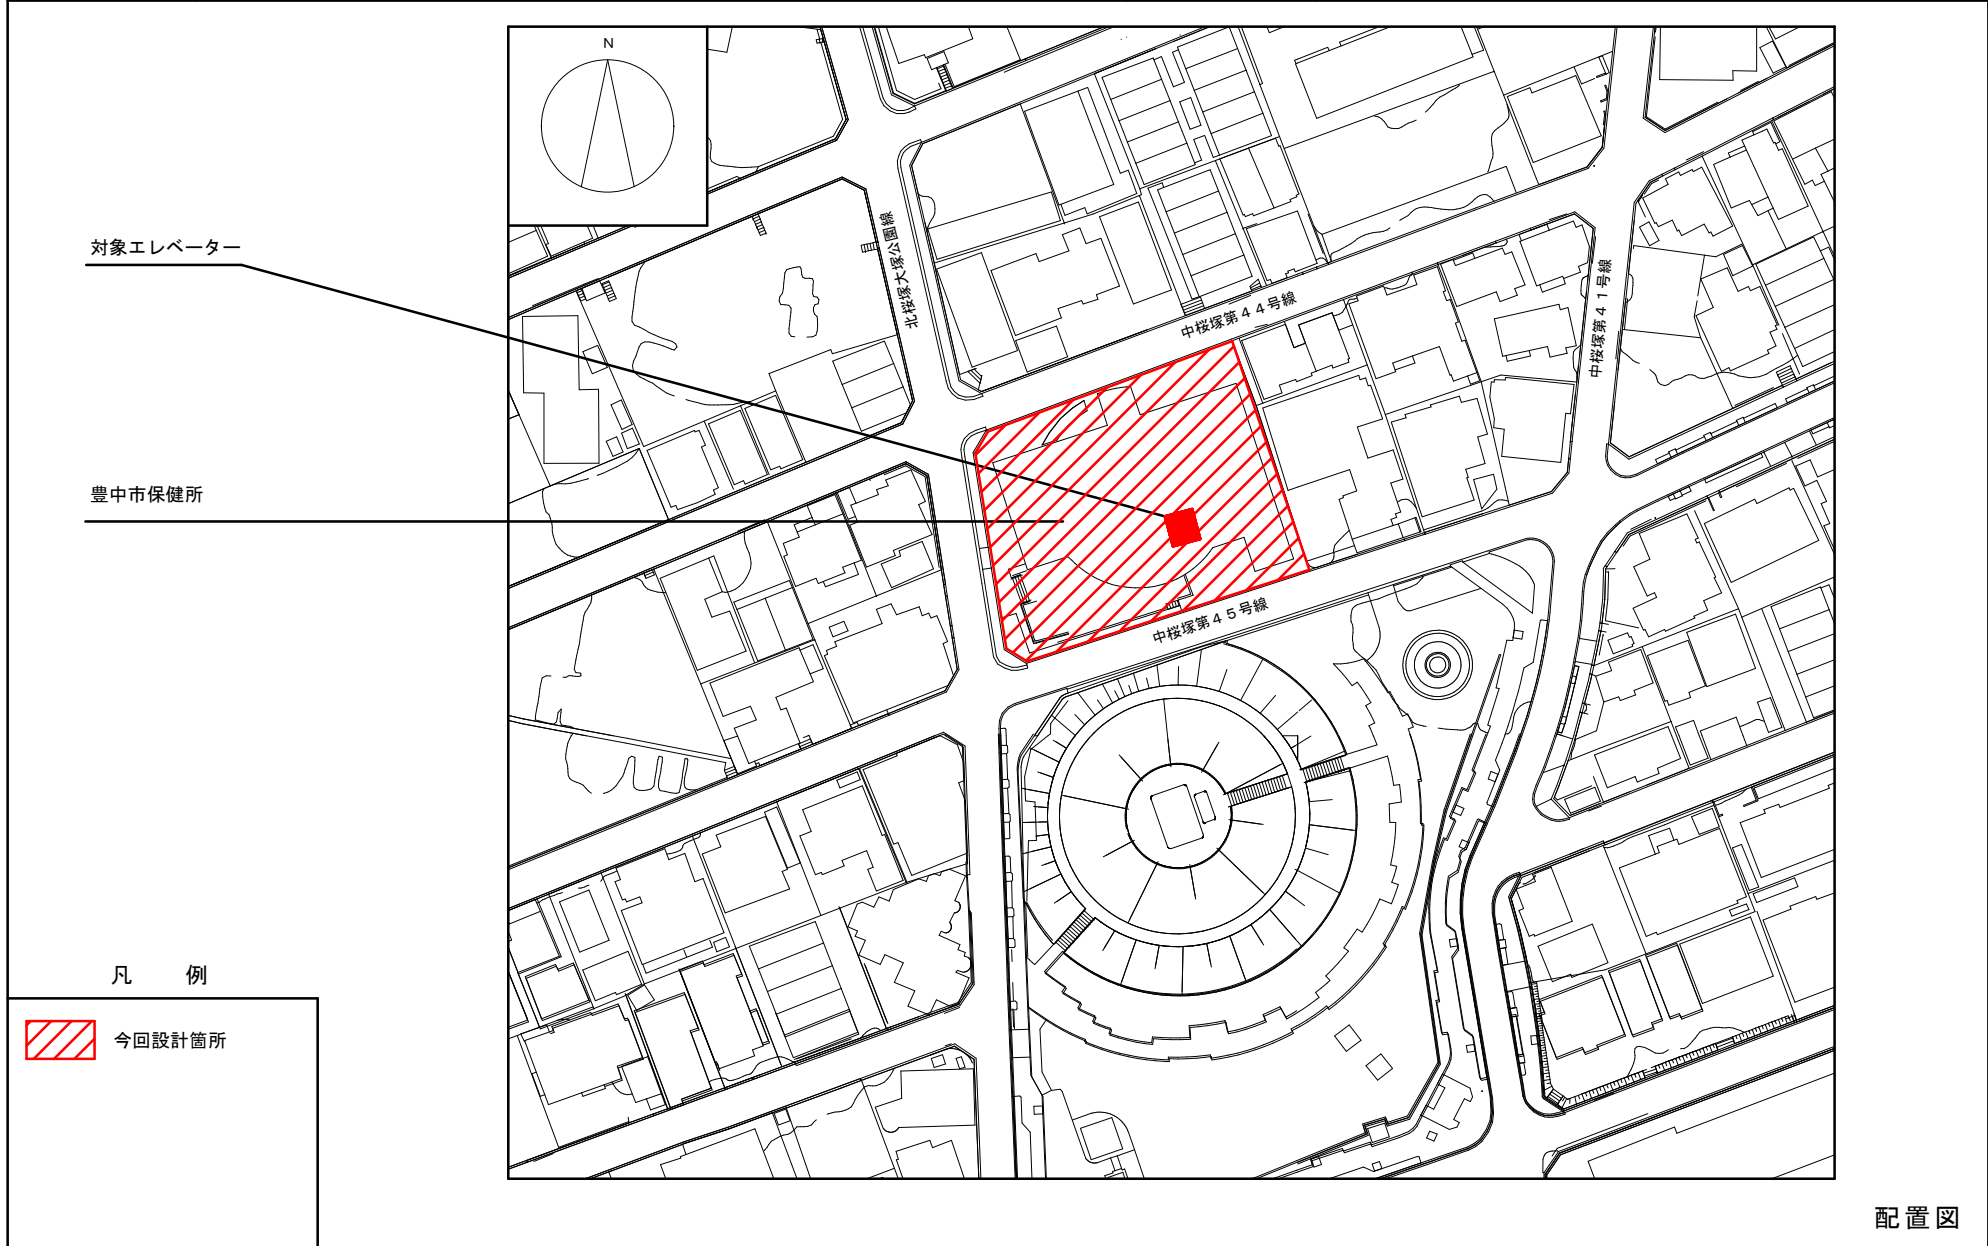 N
対象エレベーター
北桜塚大塚公園線
中桜塚第４４号線
中桜塚第４１号線
豊中市保健所
中桜塚第４５号線
凡　例
今回設計箇所
配置図